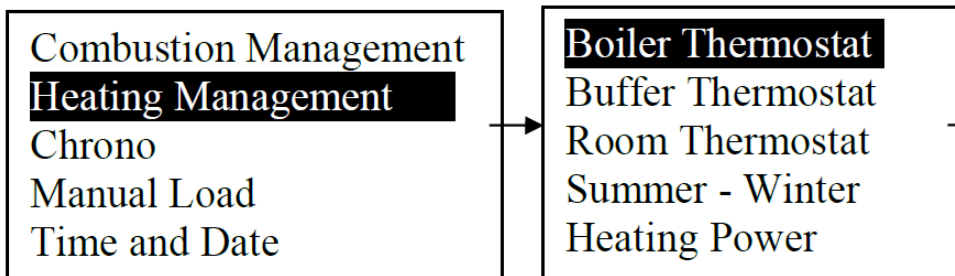 Combustion Management
Heating Management
Chrono
Manual Load
Time and Date
Boiler Thermostat
Buffer Thermostat
Room Thermostat
Summer - Winter
Heating Power